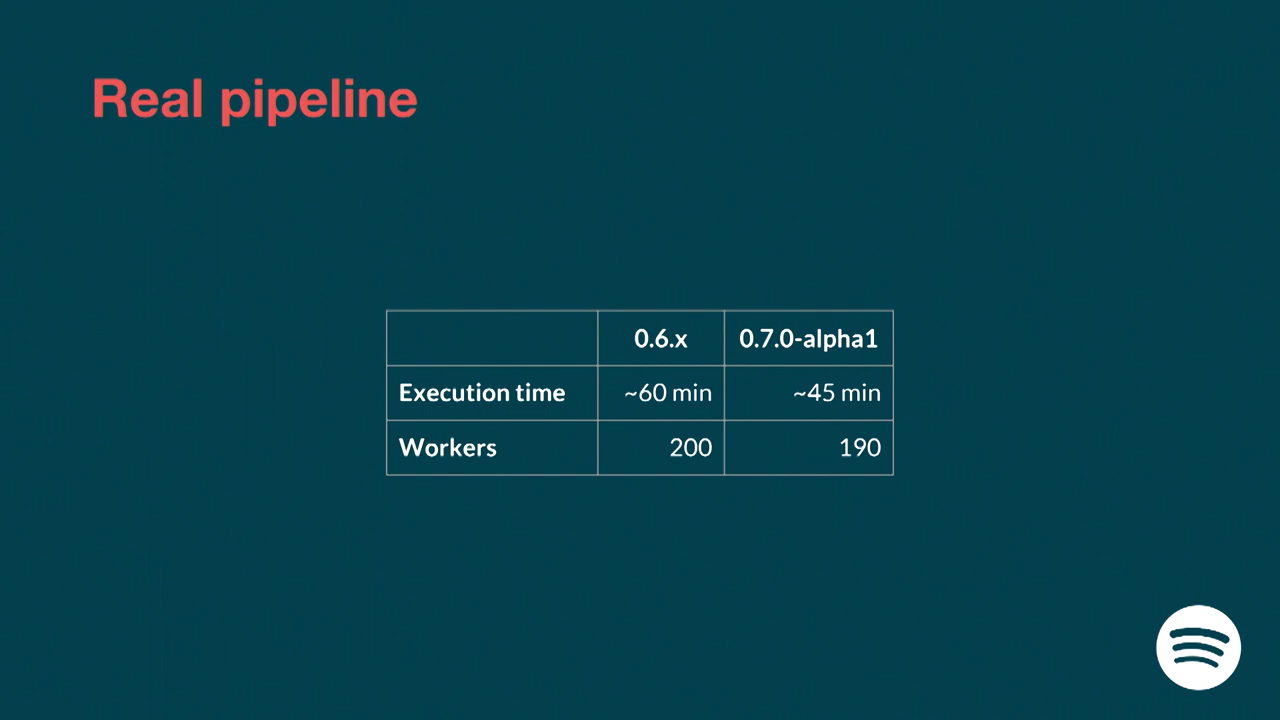 Real pipeline
0.6.x 0.7.0-alpha1
Execution time ~60 min ~45 min
Workers 200 190